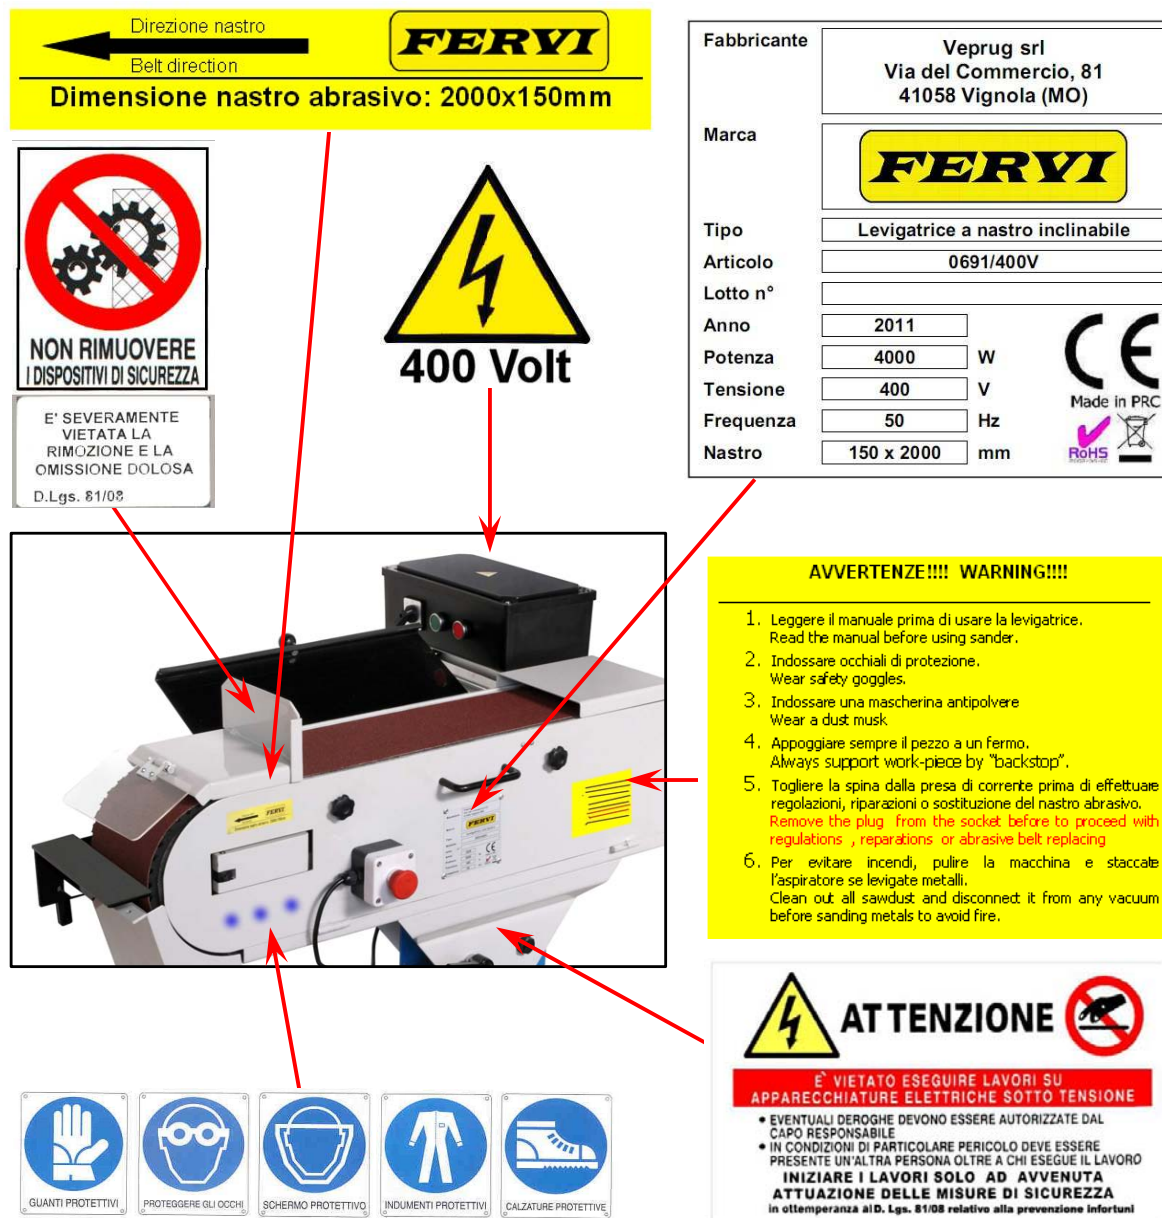 Direzione nastro
FERVI
Belt direction
Dimensione nastro abrasivo: 2000x150mm
NON RIMUOVERE
I DISPOSITIVI DI SICUREZZA
E' SEVERAMENTE
VIETATA LA
RIMOZIONE E LA
OMISSIONE DOLOSA
D.Lgs. 81/08
400 Volt
Fabbricante
Veprug srl
Via del Commercio, 81
41058 Vignola (MO)
Marca
FERVI
Tipo
Levigatrice a nastro inclinabile
Articolo
0691/400V
Lotto n°
Anno
2011
Potenza
4000 W
Tensione
400 V
Frequenza
50 Hz
Nastro
150 x 2000 mm
CE
Made in PRC
RoHS
FERVI
FERVI
AVVERTENZE!!!! WARNING!!!!
1. Leggere il manuale prima di usare la levigatrice.
Read the manual before using sander.
2. Indossare occhiali di protezione.
Wear safety goggles.
3. Indossare una mascherina antipolvere
Wear a dust musk
4. Appoggiare sempre il pezzo a un fermo.
Always support work-piece by "backstop".
5. Togliere la spina dalla presa di corrente prima di effettuare
regolazioni, riparazioni o sostituzione del nastro abrasivo.
Remove the plug from the socket before to proceed with
regulations , reparations or abrasive belt replacing
6. Per evitare incendi, pulire la macchina e staccate
l'aspiratore se levigate metalli.
Clean out all sawdust and disconnect it from any vacuum
before sanding metals to avoid fire.
ATTENZIONE
E' VIETATO ESEGUIRE LAVORI SU
APPARECCHIATURE ELETTRICHE SOTTO TENSIONE
• EVENTUALI DEROGHE DEVONO ESSERE AUTORIZZATE DAL
CAPO RESPONSABILE
• IN CONDIZIONI DI PARTICOLARE PERICOLO DEVE ESSERE
PRESENTE UN'ALTRA PERSONA OLTRE A CHI ESEGUE IL LAVORO
INIZIARE I LAVORI SOLO AD AVVENUTA
ATTUAZIONE DELLE MISURE DI SICUREZZA
in ottemperanza al D. Lgs. 81/08 relativo alla prevenzione infortuni
GUANTI PROTETTIVI
PROTEGGERE GLI OCCHI
SCHERMO PROTETTIVO
INDUMENTI PROTETTIVI
CALZATURE PROTETTIVE